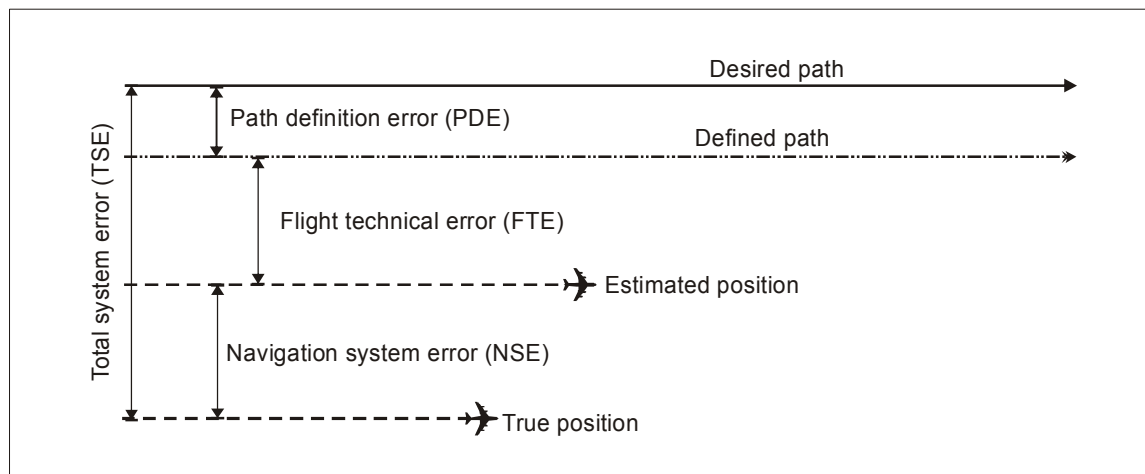 Desired path
Path definition error (PDE)
Defined path
Total system error (TSE)
Flight technical error (FTE)
Estimated position
Navigation system error (NSE)
True position